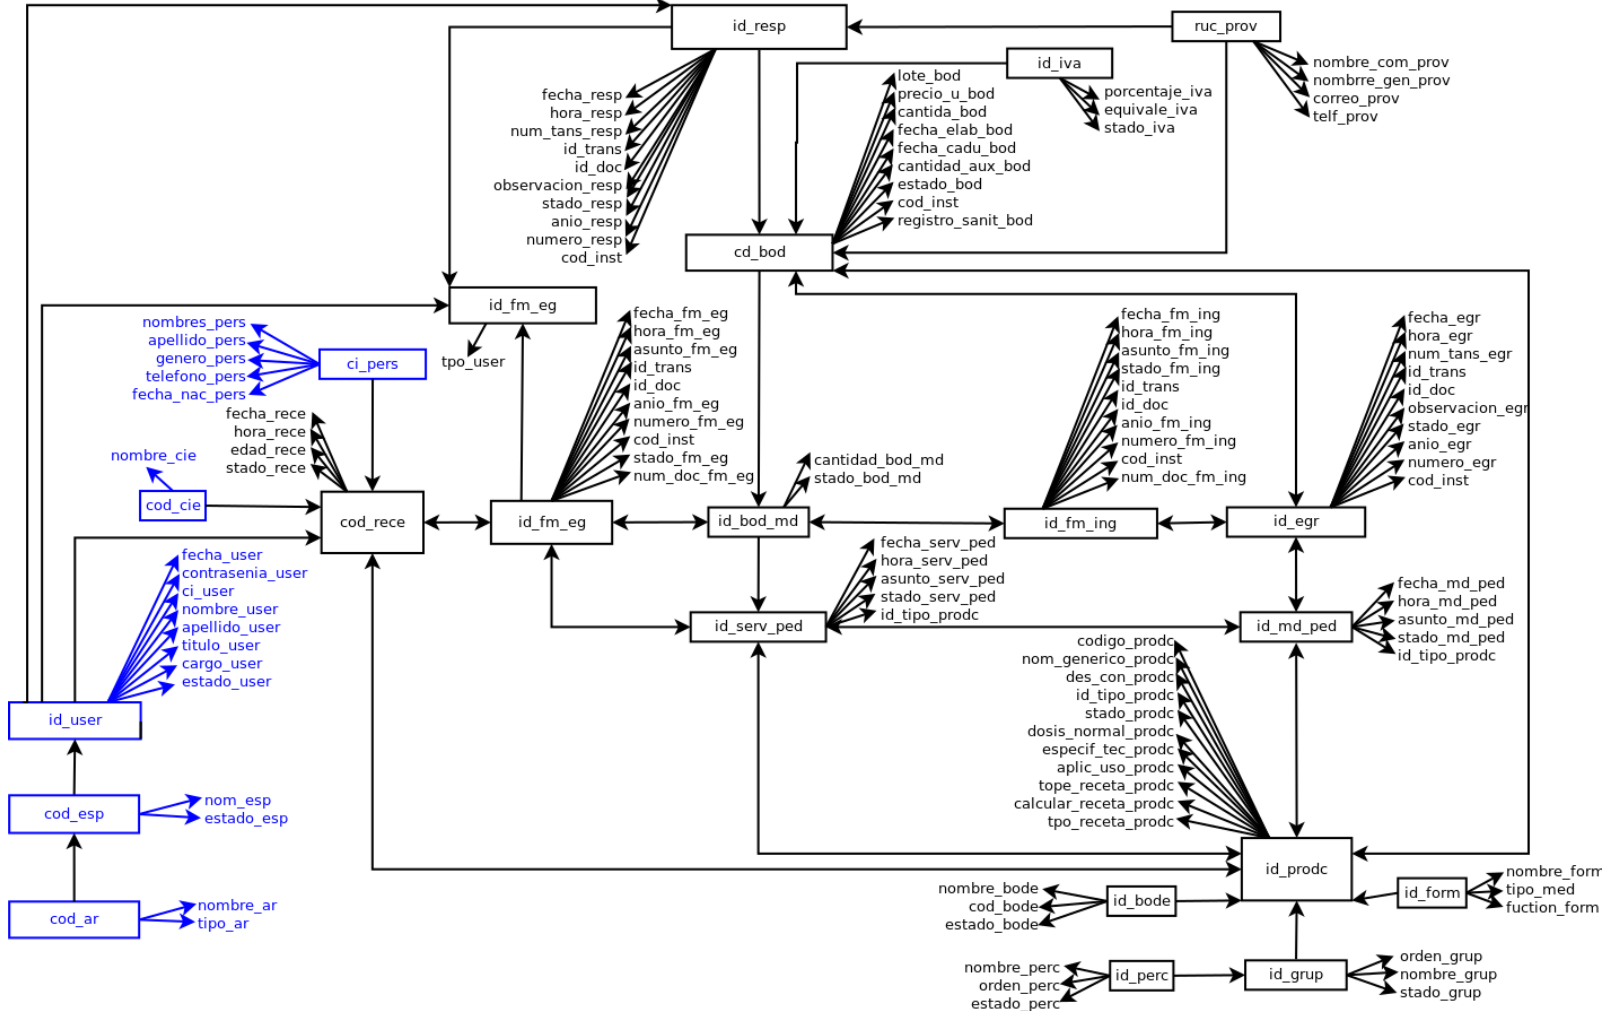 id_resp
ruc_prov
nombre_com_prov
nombrre_gen_prov
correo_prov
telf_prov
id_iva
porcentaje_iva
equivale_iva
stado_iva
fecha_resp
hora_resp
num_tans_resp
id_trans
id_doc
observacion_resp
stado_resp
anio_resp
numero_resp
cod_inst
lote_bod
precio_u_bod
cantida_bod
fecha_elab_bod
fecha_cadu_bod
cantidad_aux_bod
estado_bod
cod_inst
registro_sanit_bod
cd_bod
id_fm_eg
tpo_user
nombres_pers
apellido_pers
genero_pers
telefono_pers
fecha_nac_pers
ci_pers
fecha_rece
hora_rece
edad_rece
stado_rece
nombre_cie
cod_cie
cod_rece
fecha_fm_eg
hora_fm_eg
asunto_fm_eg
id_trans
id_doc
anio_fm_eg
numero_fm_eg
cod_inst
stado_fm_eg
num_doc_fm_eg
id_fm_eg
cantidad_bod_md
stado_bod_md
id_bod_md
fecha_fm_ing
hora_fm_ing
asunto_fm_ing
stado_fm_ing
id_trans
id_doc
anio_fm_ing
numero_fm_ing
cod_inst
num_doc_fm_ing
id_fm_ing
fecha_egr
hora_egr
num_tans_egr
id_trans
id_doc
observacion_egr
stado_egr
anio_egr
numero_egr
cod_inst
id_egr
fecha_user
contrasenia_user
ci_user
nombre_user
apellido_user
titulo_user
cargo_user
estado_user
id_user
fecha_serv_ped
hora_serv_ped
asunto_serv_ped
stado_serv_ped
id_tipo_prodc
id_serv_ped
fecha_md_ped
hora_md_ped
asunto_md_ped
stado_md_ped
id_tipo_prodc
id_md_ped
codigo_prodc
nom_generico_prodc
des_con_prodc
id_tipo_prodc
stado_prodc
dosis_normal_prodc
especif_tec_prodc
aplic_uso_prodc
tope_receta_prodc
calcular_receta_prodc
tpo_receta_prodc
id_prodc
cod_esp
nom_esp
estado_esp
cod_ar
nombre_ar
tipo_ar
nombre_bode
cod_bode
estado_bode
id_bode
id_form
nombre_form
tipo_med
fuction_form
nombre_perc
orden_perc
estado_perc
id_perc
id_grup
orden_grup
nombre_grup
stado_grup